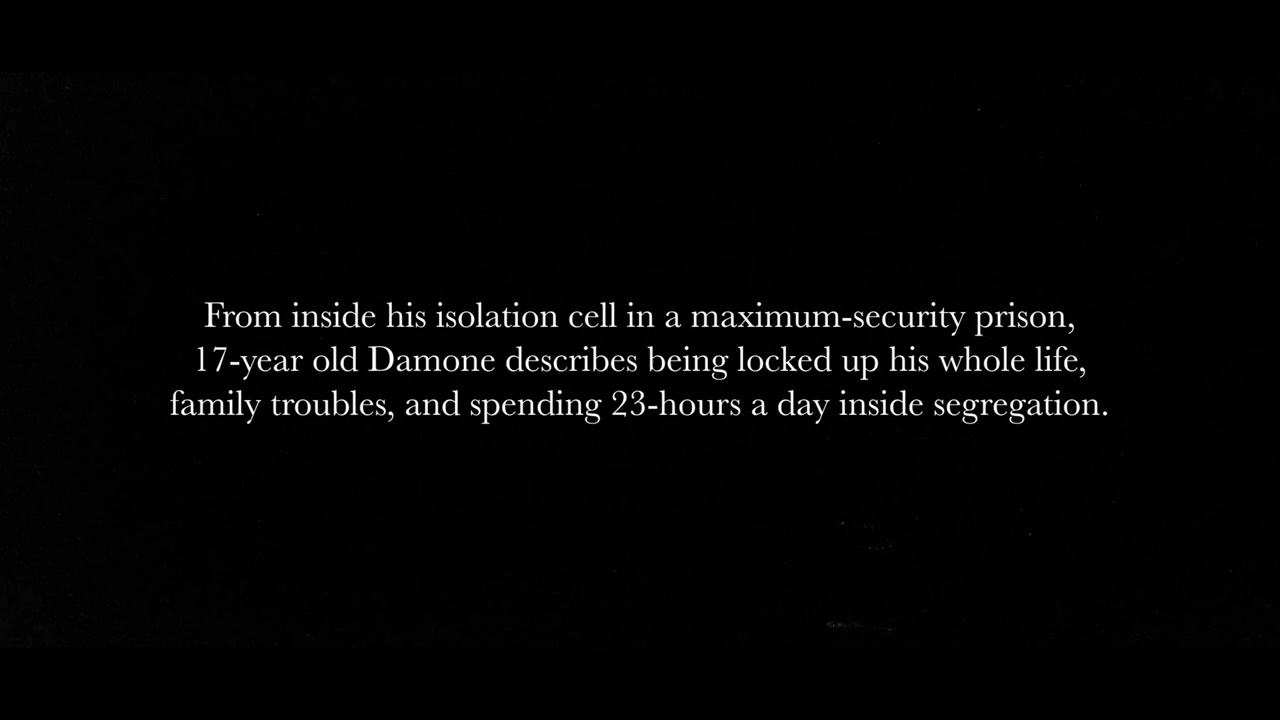 From inside his isolation cell in a maximum-security prison,
17-year old Damone describes being locked up his whole life,
family troubles, and spending 23-hours a day inside segregation.